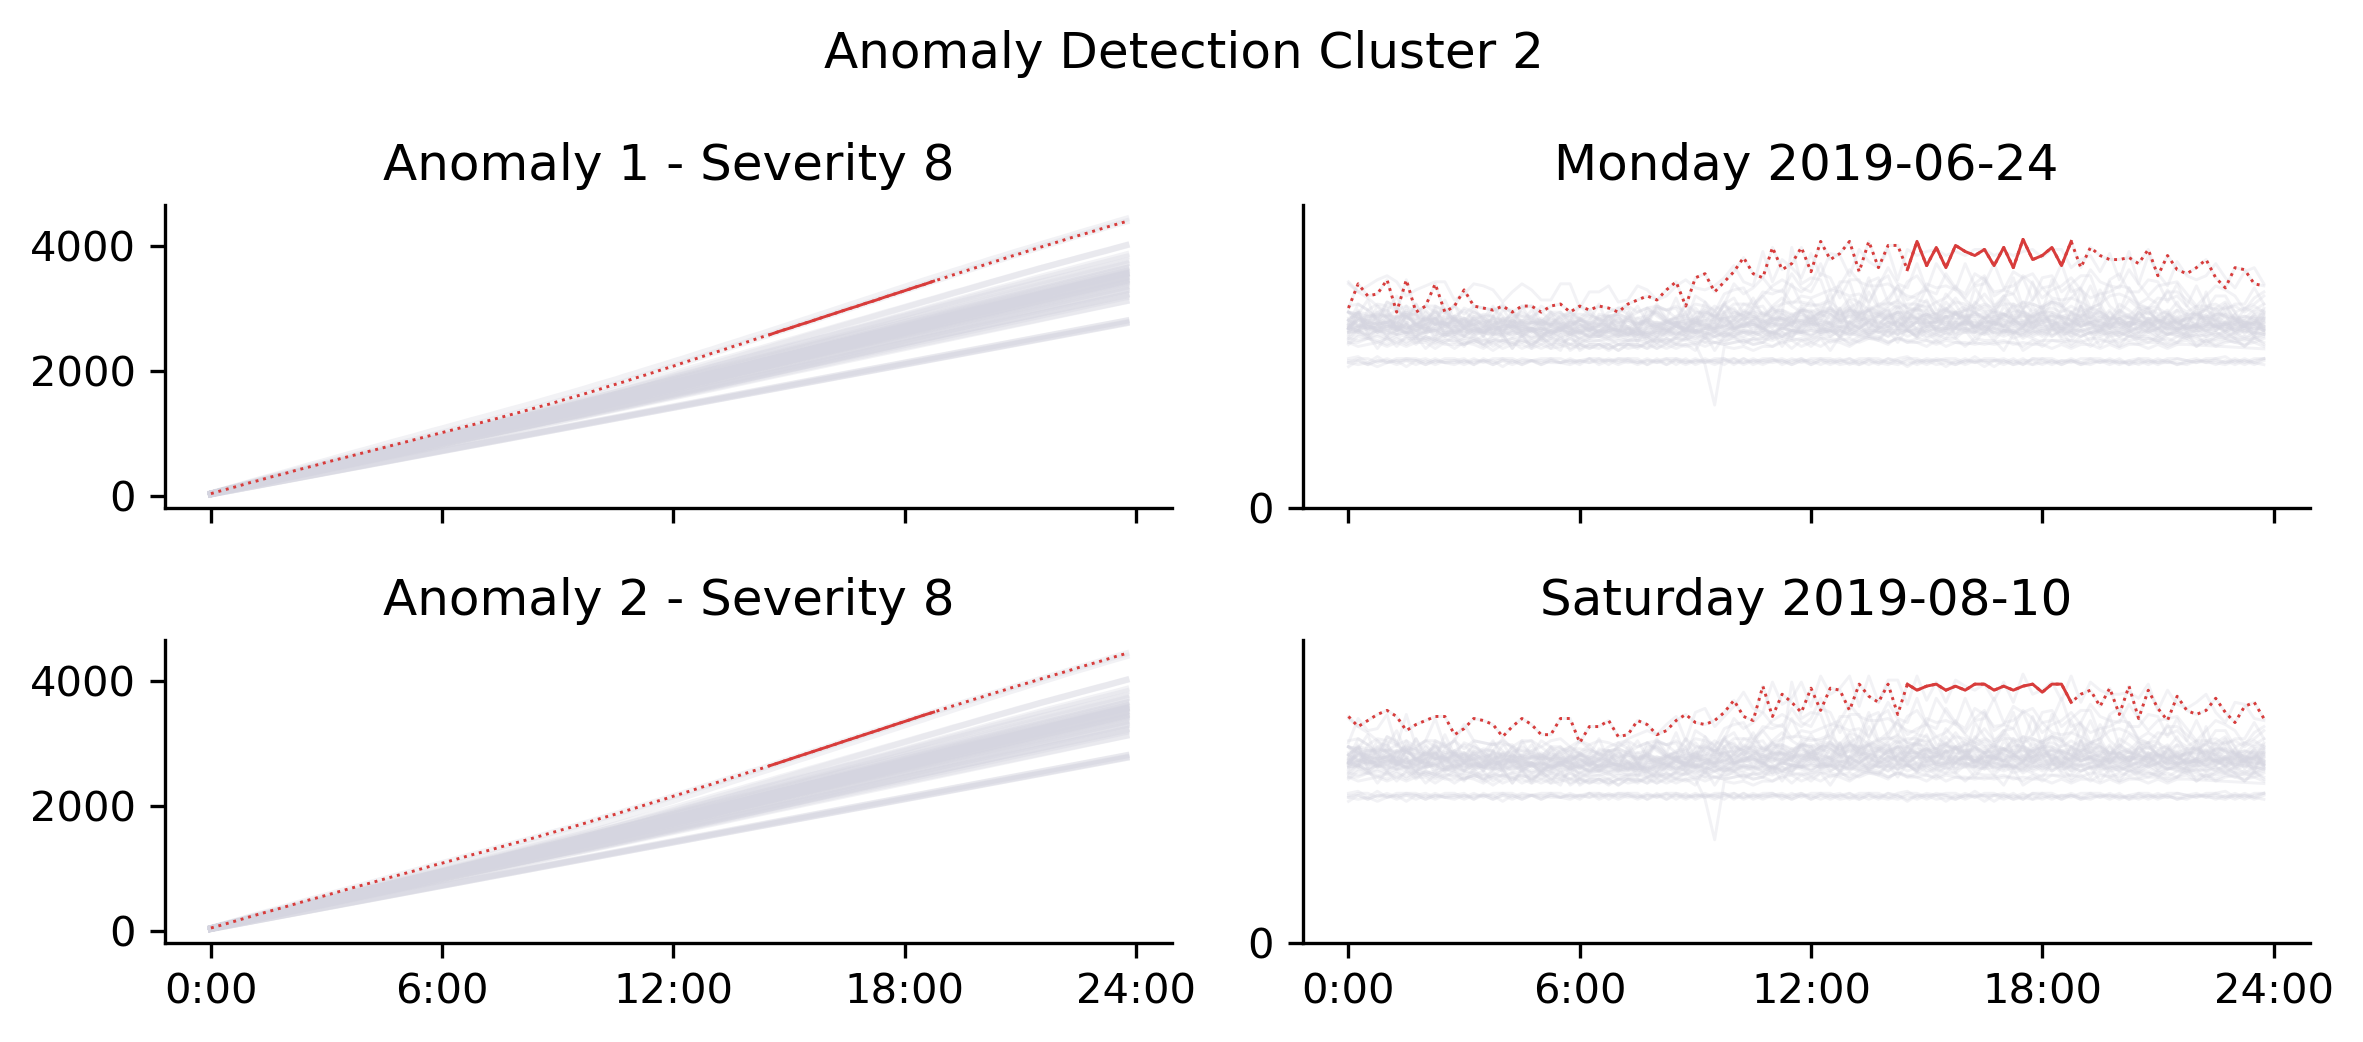 Anomaly Detection Cluster 2
Anomaly 1 - Severity 8
4000
2000
0
Monday 2019-06-24
0
Anomaly 2 - Severity 8
4000
2000
0
0:00 6:00 12:00 18:00 24:00
Saturday 2019-08-10
0
0:00 6:00 12:00 18:00 24:00